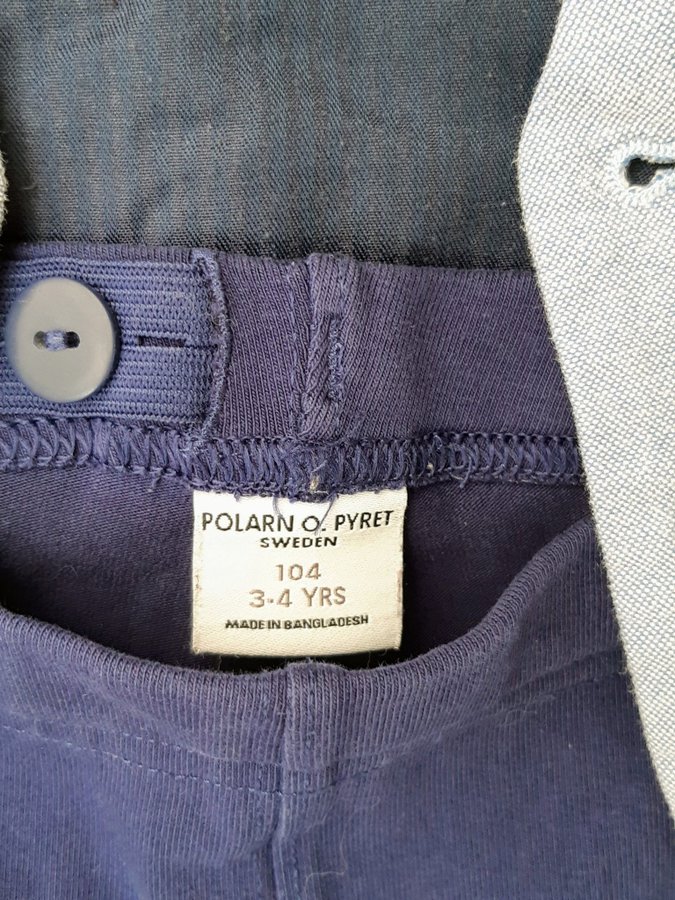 POLARN O. PYRET
SWEDEN
104
3-4 YRS
MADE IN BANGLADESH